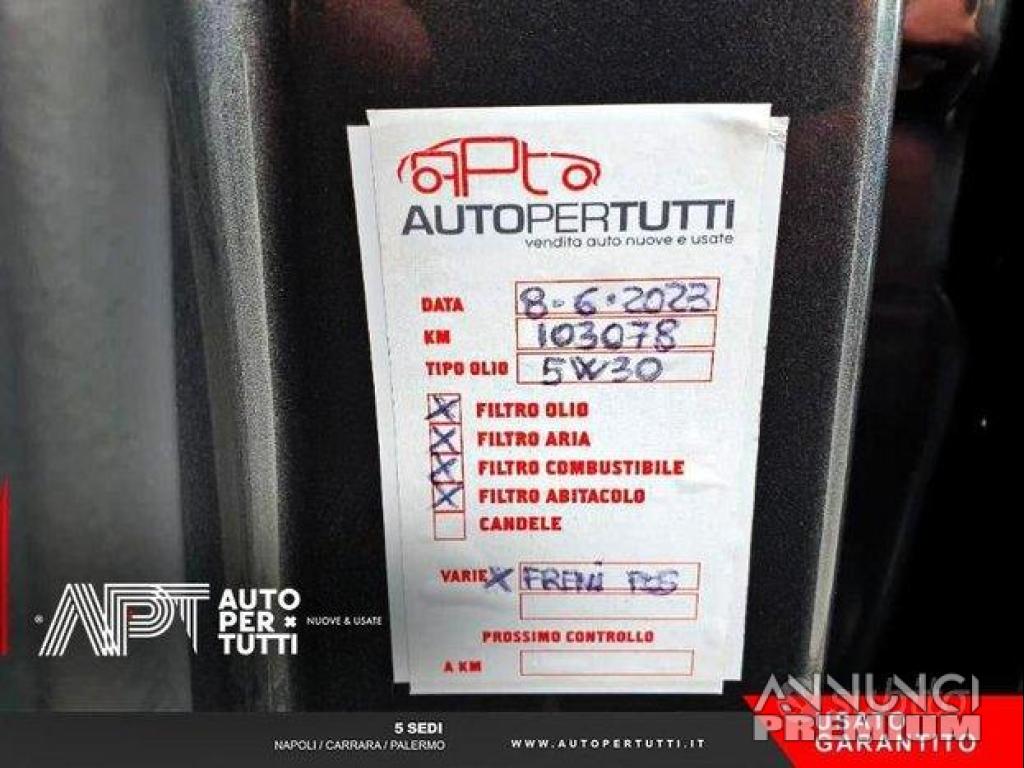 APT
AUTOPERTUTTI
vendita auto nuove e usate
DATA 8-6-2023
KM 103078
TIPO OLIO 5W30
X FILTRO OLIO
X FILTRO ARIA
X FILTRO COMBUSTIBILE
X FILTRO ABITACOLO
CANDELE
VARIE X FRENI
PROSSIMO CONTROLLO
A KM
® APT AUTO
PER
TUTTI
NUOVE & USATE
5 SEDI
NAPOLI / CARRARA / PALERMO
WWW.AUTOPERTUTTI.IT
ANNUNCI
PREMIUM
USATO
GARANTITO